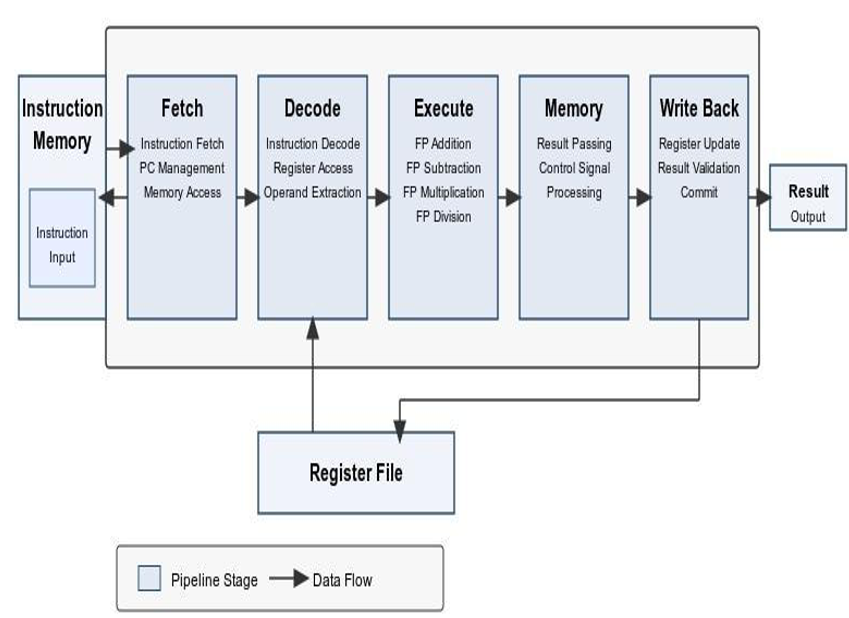 Instruction
Memory
Instruction
Input
Fetch
Instruction Fetch
PC Management
Memory Access
Decode
Instruction Decode
Register Access
Operand Extraction
Execute
FP Addition
FP Subtraction
FP Multiplication
FP Division
Memory
Result Passing
Control Signal
Processing
Write Back
Register Update
Result Validation
Commit
Result
Output
Register File
Pipeline Stage
Data Flow